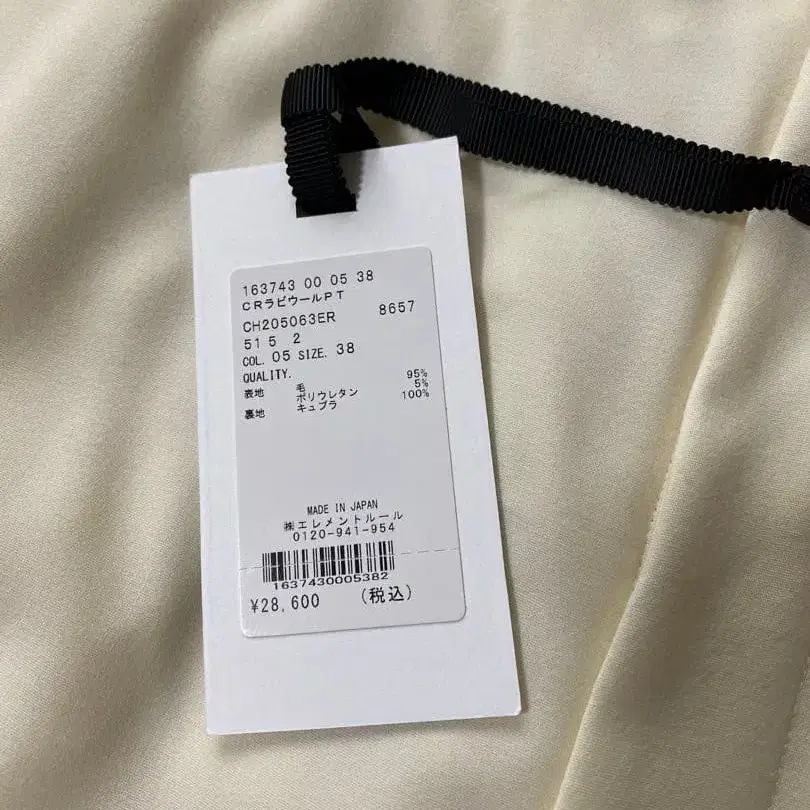 163743 00 05 38
CRラビウールPT
CH205063ER 8657
51 5 2
COL. 05 SIZE. 38
QUALITY.
表地 毛 95%
ポリウレタン 5%
裏地 キュプラ 100%
MADE IN JAPAN
㈱エレメントルール
0120-941-954
1637430005382
¥28,600 (税込)